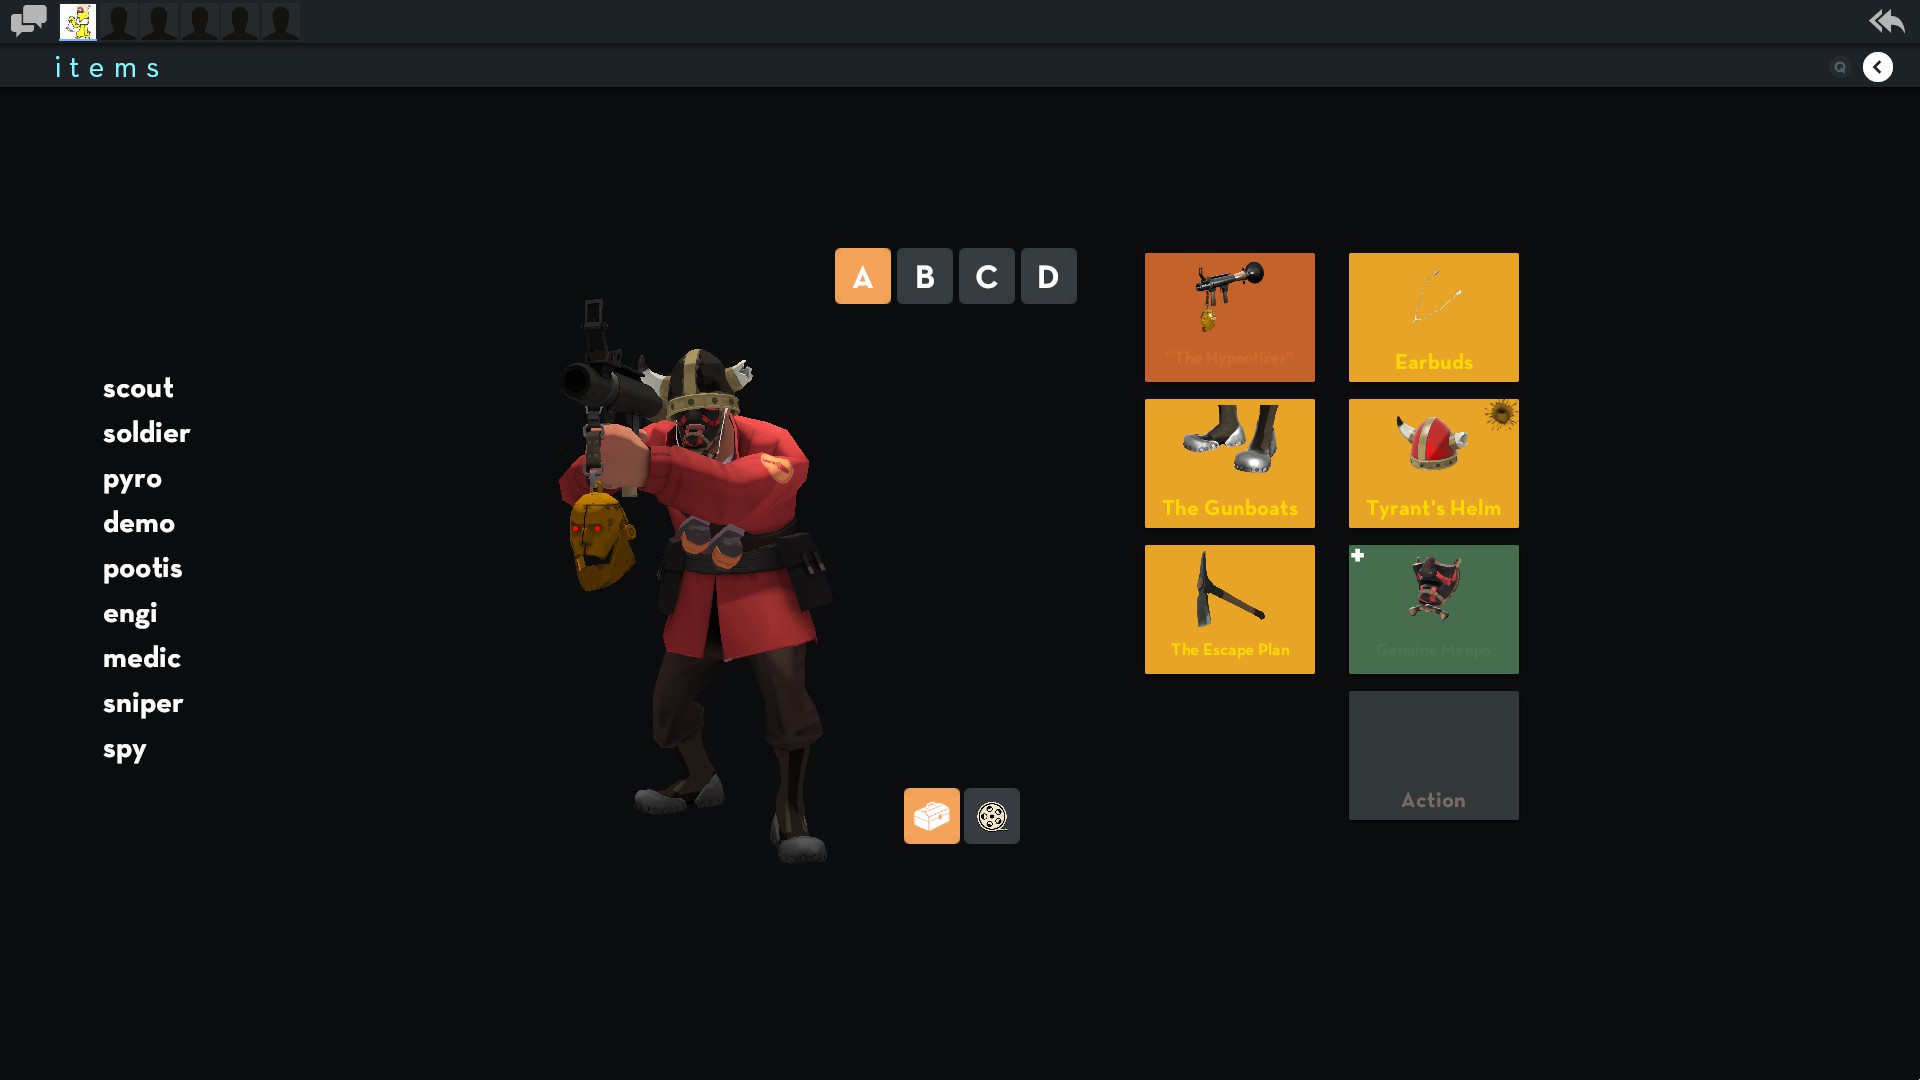 items
Q
A B C D
scout
soldier
pyro
demo
pootis
engi
medic
sniper
spy
"The Hypnotizer"
Earbuds
The Gunboats
Tyrant's Helm
The Escape Plan
Genuine Menpo
Action